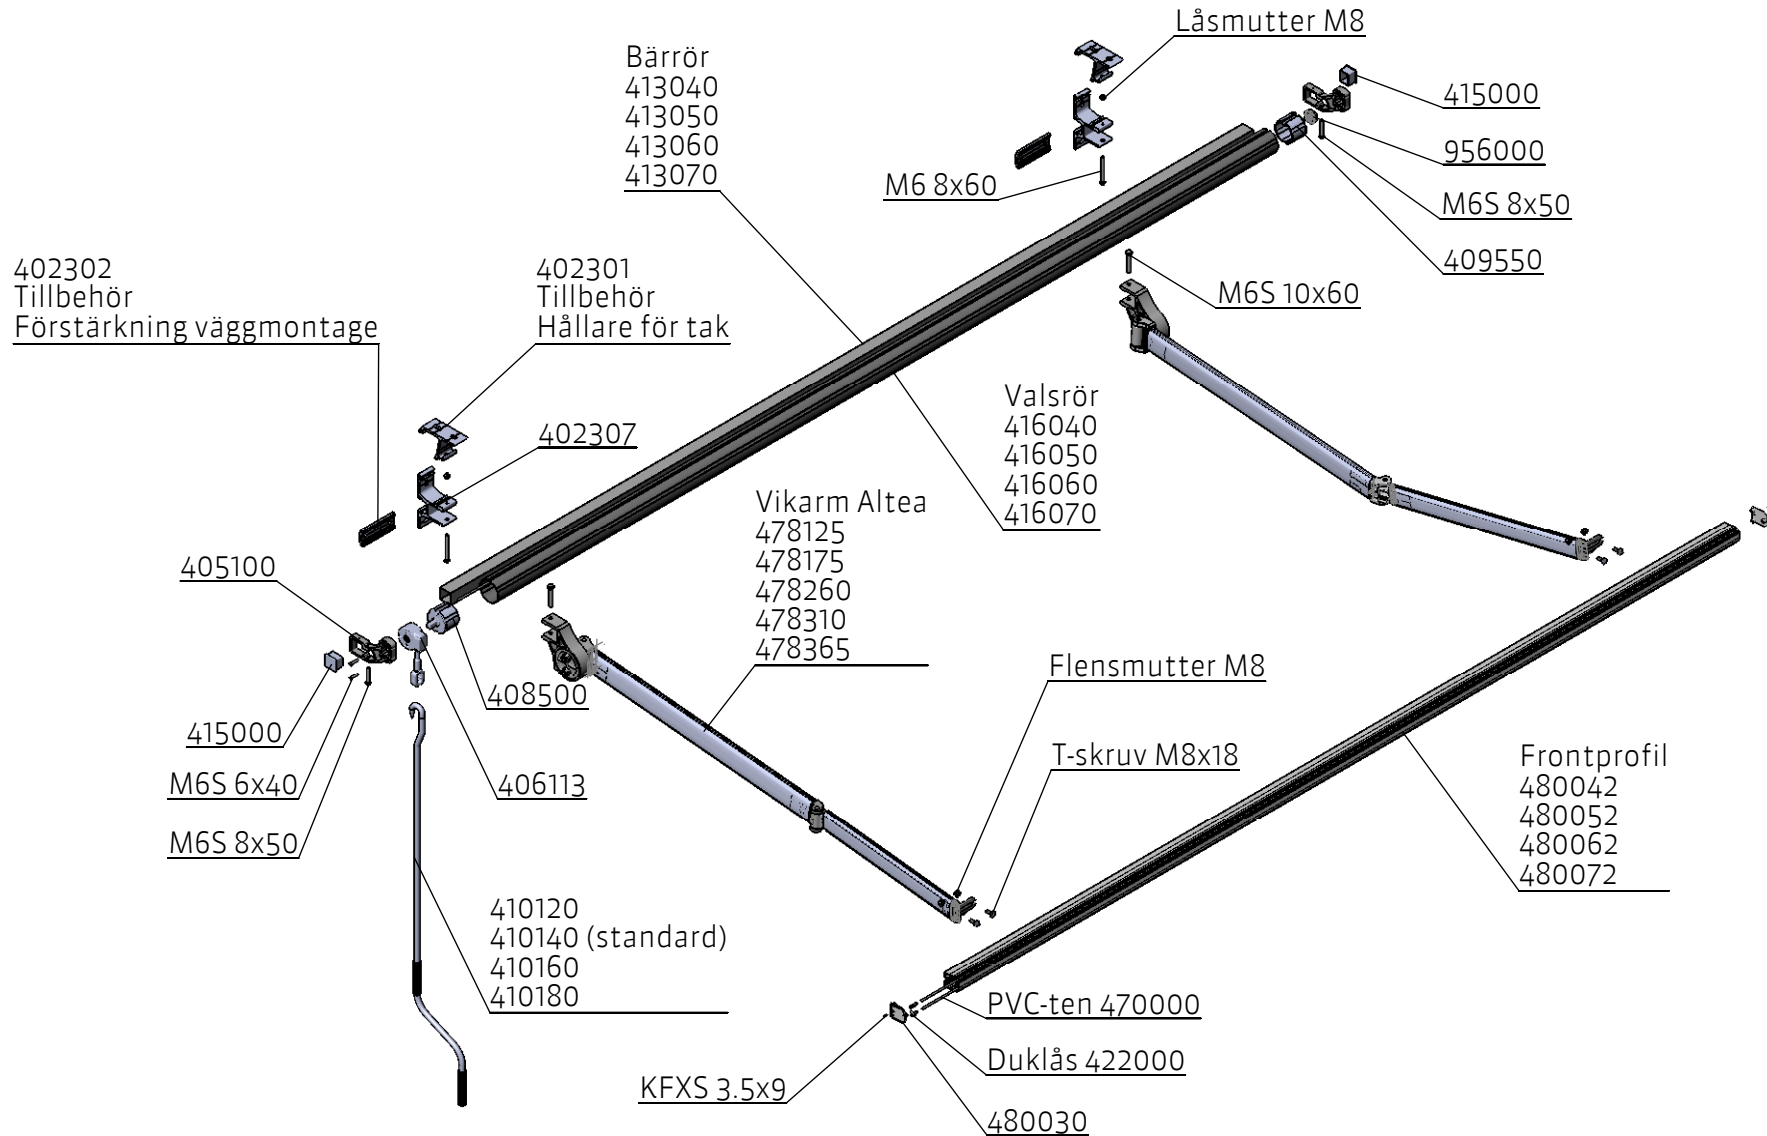 Låsmutter M8
Bärrör
413040
413050
413060
413070
415000
956000
M6 8x60
M6S 8x50
409550
402302
Tillbehör
Förstärkning väggmontage
402301
Tillbehör
Hållare för tak
M6S 10x60
402307
Valsrör
416040
416050
416060
416070
Vikarm Altea
478125
478175
478260
478310
478365
405100
408500
415000
M6S 6x40
M6S 8x50
406113
Flensmutter M8
T-skruv M8x18
Frontprofil
480042
480052
480062
480072
410120
410140 (standard)
410160
410180
PVC-ten 470000
Duklås 422000
KFXS 3.5x9
480030